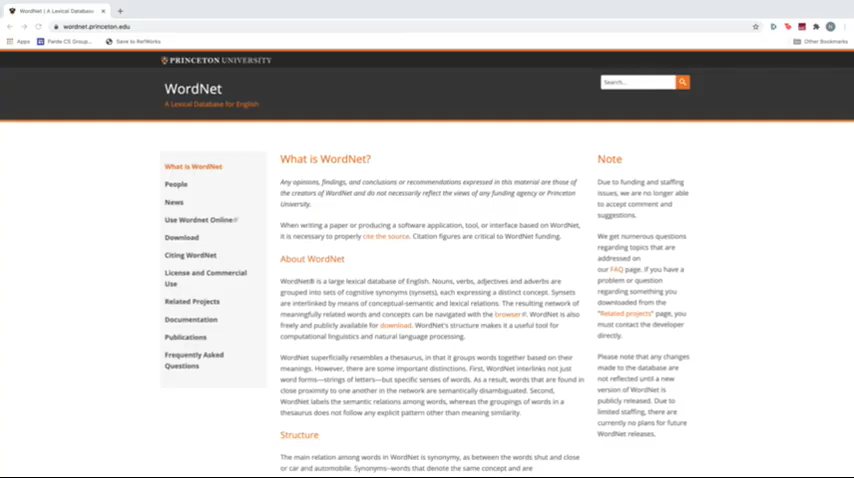 WordNet | A Lexical Database
wordnet.princeton.edu
Apps
Parde CS Group...
Save to RefWorks
Other Bookmarks
PRINCETON UNIVERSITY
WordNet
A Lexical Database for English
Search...
What is WordNet
People
News
Use Wordnet Online
Download
Citing WordNet
License and Commercial
Use
Related Projects
Documentation
Publications
Frequently Asked
Questions
What is WordNet?
Any opinions, findings, and conclusions or recommendations expressed in this material are those of
the creators of WordNet and do not necessarily reflect the views of any funding agency or Princeton
University.
When writing a paper or producing a software application, tool, or interface based on WordNet,
it is necessary to properly cite the source. Citation figures are critical to WordNet funding.
About WordNet
WordNet® is a large lexical database of English. Nouns, verbs, adjectives and adverbs are
grouped into sets of cognitive synonyms (synsets), each expressing a distinct concept. Synsets
are interlinked by means of conceptual-semantic and lexical relations. The resulting network of
meaningfully related words and concepts can be navigated with the browser. WordNet is also
freely and publicly available for download. WordNet's structure makes it a useful tool for
computational linguistics and natural language processing.
WordNet superficially resembles a thesaurus, in that it groups words together based on their
meanings. However, there are some important distinctions. First, WordNet interlinks not just
word forms—strings of letters—but specific senses of words. As a result, words that are found in
close proximity to one another in the network are semantically disambiguated. Second,
WordNet labels the semantic relations among words, whereas the groupings of words in a
thesaurus does not follow any explicit pattern other than meaning similarity.
Structure
The main relation among words in WordNet is synonymy, as between the words shut and close
or car and automobile. Synonyms--words that denote the same concept and are
Note
Due to funding and staffing
issues, we are no longer able
to accept comment and
suggestions.
We get numerous questions
regarding topics that are
addressed on
our FAQ page. If you have a
problem or question
regarding something you
downloaded from the
"Related projects" page, you
must contact the developer
directly.
Please note that any changes
made to the database are
not reflected until a new
version of WordNet is
publicly released. Due to
limited staffing, there are
currently no plans for future
WordNet releases.